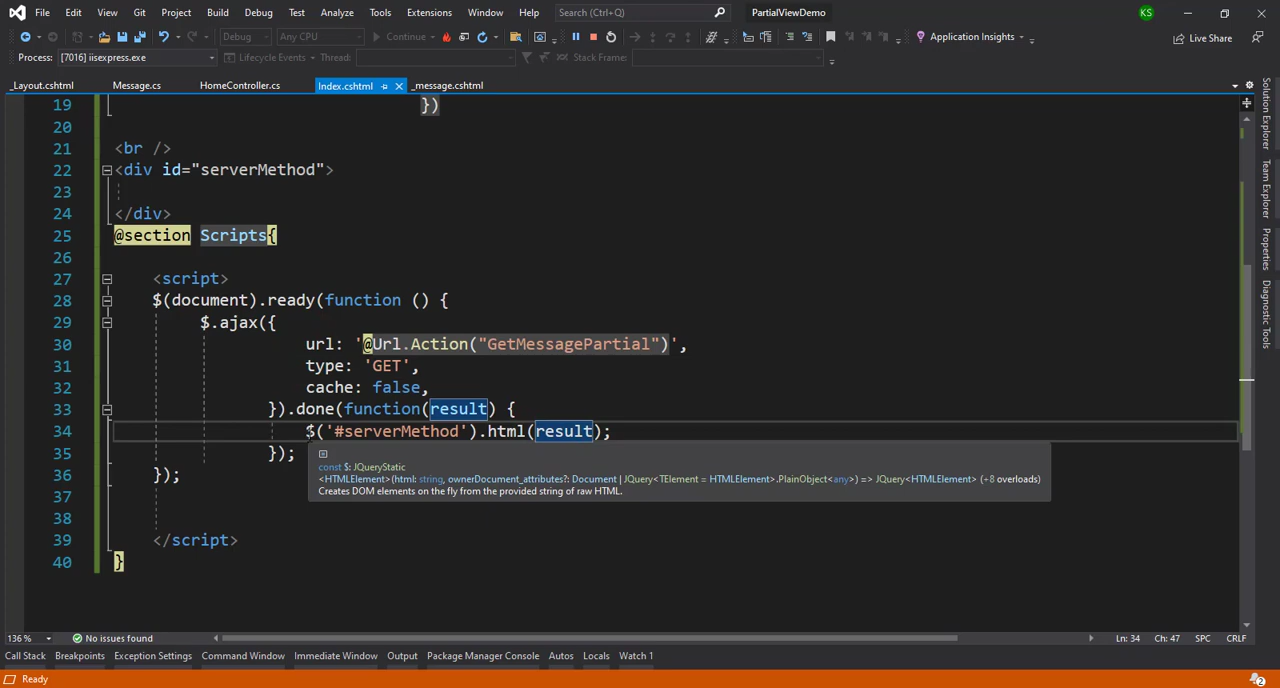 File Edit View Git Project Build Debug Test Analyze Tools Extensions Window Help Search (Ctrl+Q) PartialViewDemo KS
Debug Any CPU Continue Application Insights Live Share
Process: [7016] iisexpress.exe Lifecycle Events Thread: Stack Frame:
_Layout.cshtml Message.cs HomeController.cs Index.cshtml _message.cshtml
19 })
20
21 <br />
22 <div id="serverMethod">
23
24 </div>
25 @section Scripts{
26
27 <script>
28 $(document).ready(function () {
29 $.ajax({
30 url: '@Url.Action("GetMessagePartial")',
31 type: 'GET',
32 cache: false,
33 }).done(function(result) {
34 $('#serverMethod').html(result);
35 });
36 });
37
38
39 </script>
40 }
const $: JQueryStatic
<HTMLElement>(html: string, ownerDocument_attributes?: Document | JQuery<TElement = HTMLElement>.PlainObject<any>) => JQuery<HTMLElement> (+8 overloads)
Creates DOM elements on the fly from the provided string of raw HTML.
Solution Explorer
Team Explorer
Properties
Diagnostic Tools
136 % No issues found Ln: 34 Ch: 47 SPC CRLF
Call Stack Breakpoints Exception Settings Command Window Immediate Window Output Package Manager Console Autos Locals Watch 1
Ready 2